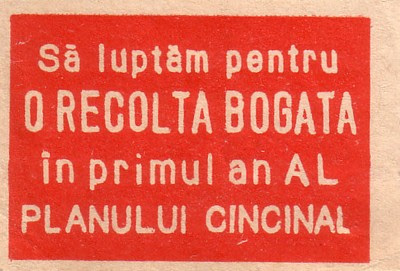 Să luptăm pentru
O RECOLTA BOGATA
în primul an AL
PLANULUI CINCINAL